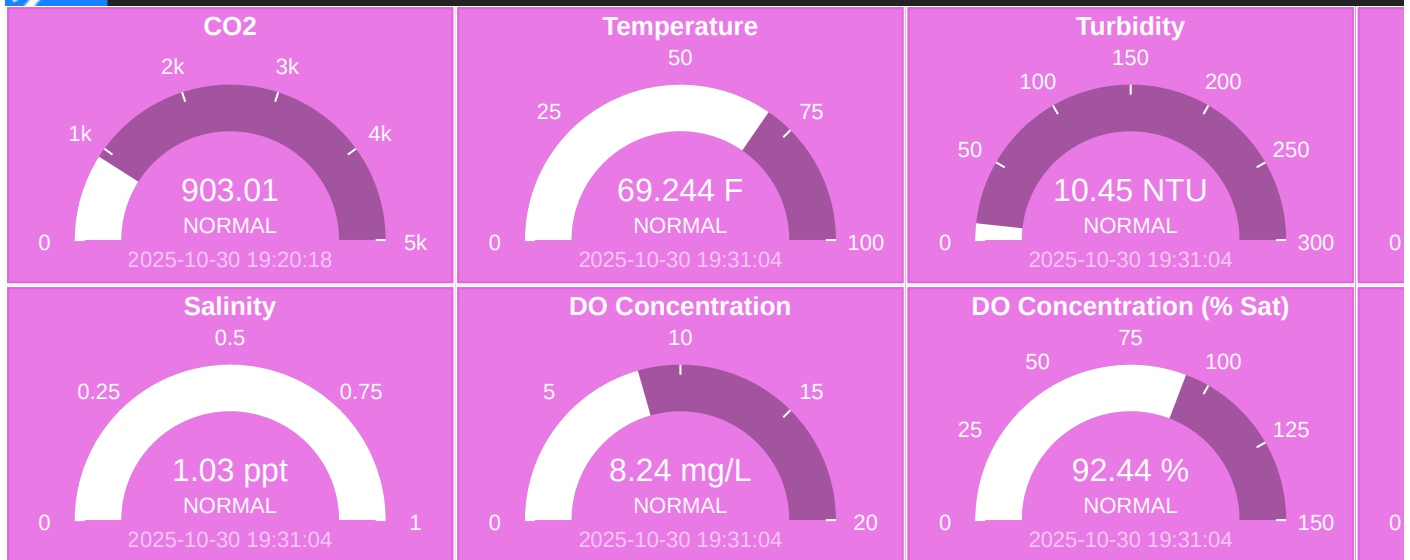 CO2
0
1k
2k
3k
4k
5k
903.01
NORMAL
2025-10-30 19:20:18
Temperature
0
25
50
75
100
69.244 F
NORMAL
2025-10-30 19:31:04
Turbidity
0
50
100
150
200
250
300
10.45 NTU
NORMAL
2025-10-30 19:31:04
0
Salinity
0
0.25
0.5
0.75
1
1.03 ppt
NORMAL
2025-10-30 19:31:04
DO Concentration
0
5
10
15
20
8.24 mg/L
NORMAL
2025-10-30 19:31:04
DO Concentration (% Sat)
0
25
50
75
100
125
150
92.44 %
NORMAL
2025-10-30 19:31:04
0